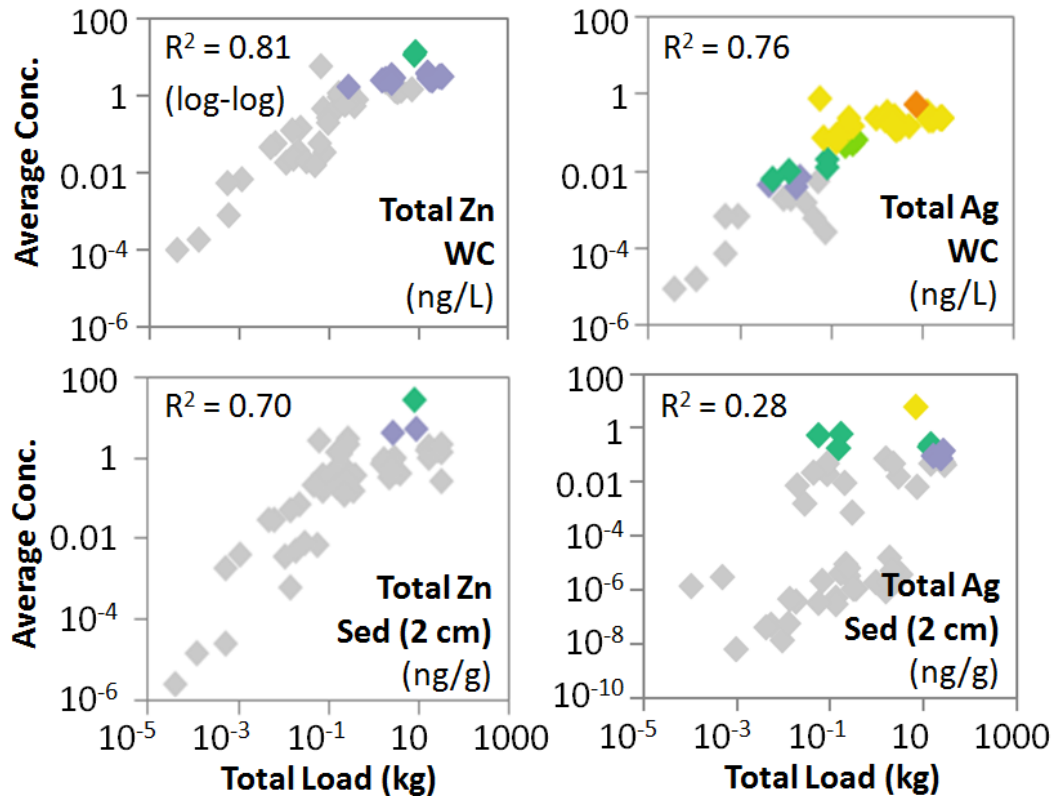 Average Conc.
100
1
0.01
10-4
10-6
R2 = 0.81
(log-log)
Total Zn
WC
(ng/L)
100
1
0.01
10-4
10-6
R2 = 0.76
Total Ag
WC
(ng/L)
Average Conc.
100
1
0.01
10-4
10-6
R2 = 0.70
Total Zn
Sed (2 cm)
(ng/g)
10-5 10-3 10-1 10 1000
Total Load (kg)
100
1
0.01
10-4
10-6
10-8
10-10
R2 = 0.28
Total Ag
Sed (2 cm)
(ng/g)
10-5 10-3 10-1 10 1000
Total Load (kg)